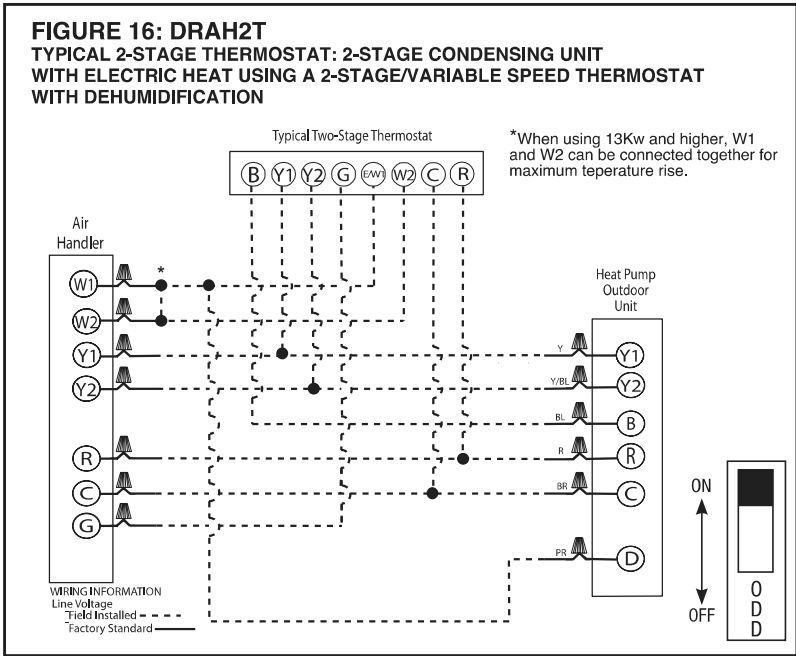 FIGURE 16: DRAH2T
TYPICAL 2-STAGE THERMOSTAT: 2-STAGE CONDENSING UNIT
WITH ELECTRIC HEAT USING A 2-STAGE/VARIABLE SPEED THERMOSTAT
WITH DEHUMIDIFICATION
Typical Two-Stage Thermostat
B Y1 Y2 G E/W1 W2 C R
*When using 13Kw and higher, W1
and W2 can be connected together for
maximum teperature rise.
Air
Handler
*
W1
W2
Y1
Y2
R
C
G
Heat Pump
Outdoor
Unit
Y Y1
Y/BL Y2
BL B
R R
BR C
PR D
ON
OFF
O
D
D
WIRING INFORMATION
Line Voltage
Field Installed
Factory Standard